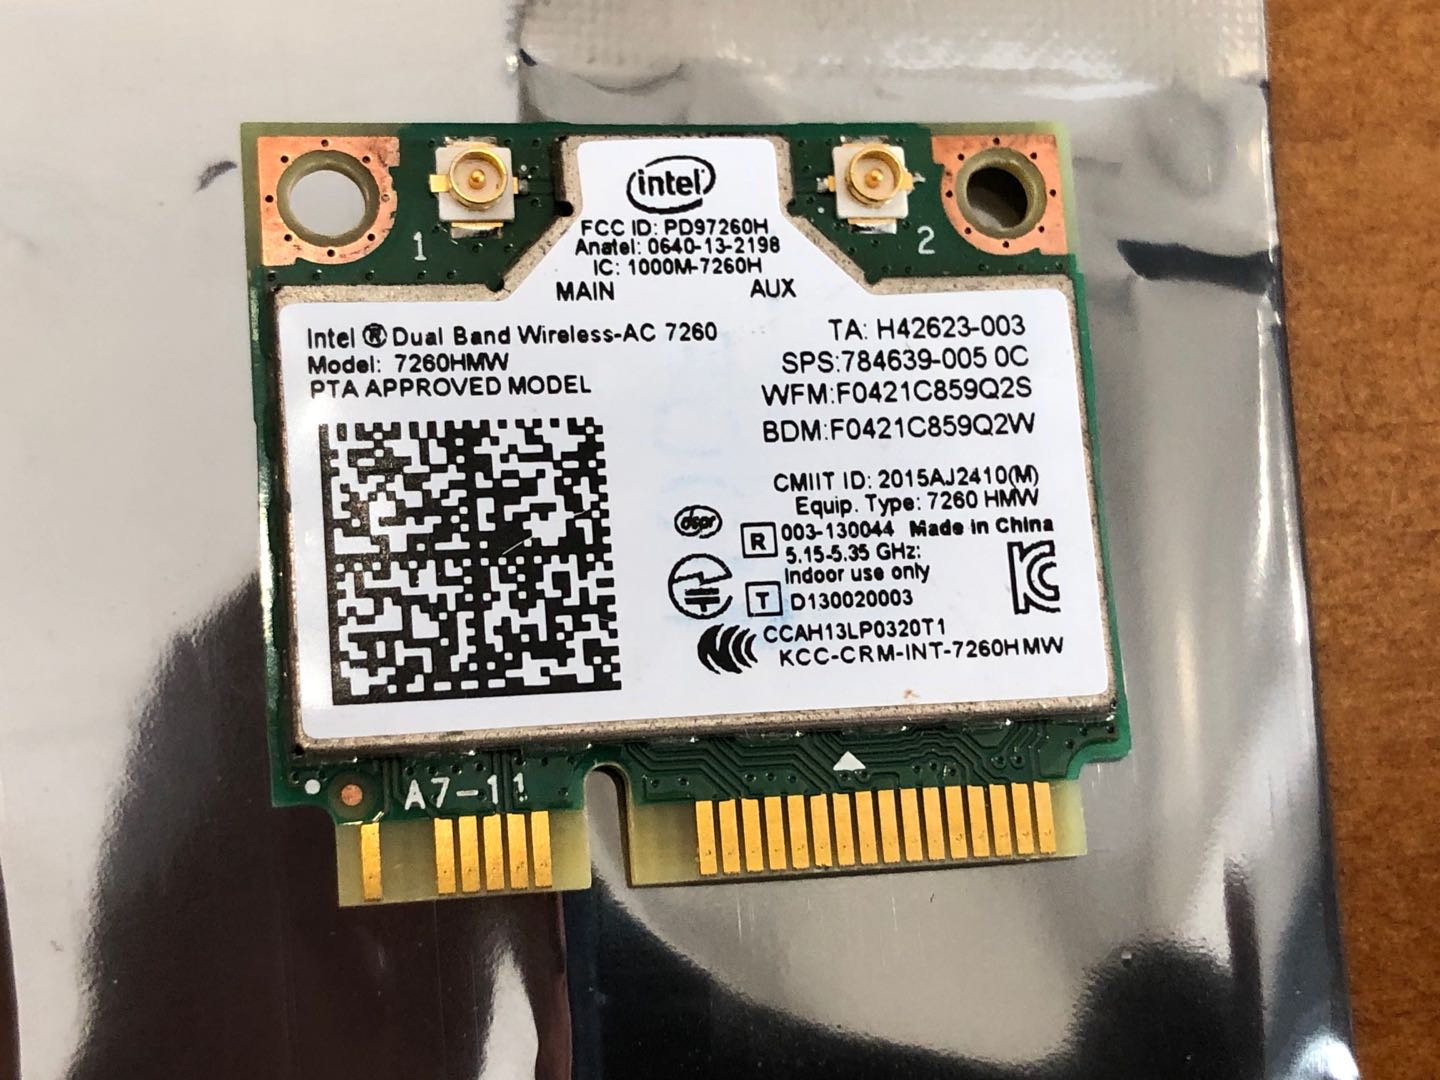 intel
FCC ID: PD97260H
Anatel: 0640-13-2198
IC: 1000M-7260H
MAIN AUX
1
2
Intel ® Dual Band Wireless-AC 7260
Model: 7260HMW
PTA APPROVED MODEL
TA: H42623-003
SPS:784639-005 0C
WFM:F0421C859Q2S
BDM:F0421C859Q2W
CMIIT ID: 2015AJ2410(M)
Equip. Type: 7260 HMW
R 003-130044 Made in China
5.15-5.35 GHz:
Indoor use only
T D130020003
CCAH13LP0320T1
KCC-CRM-INT-7260HMW
A7-11